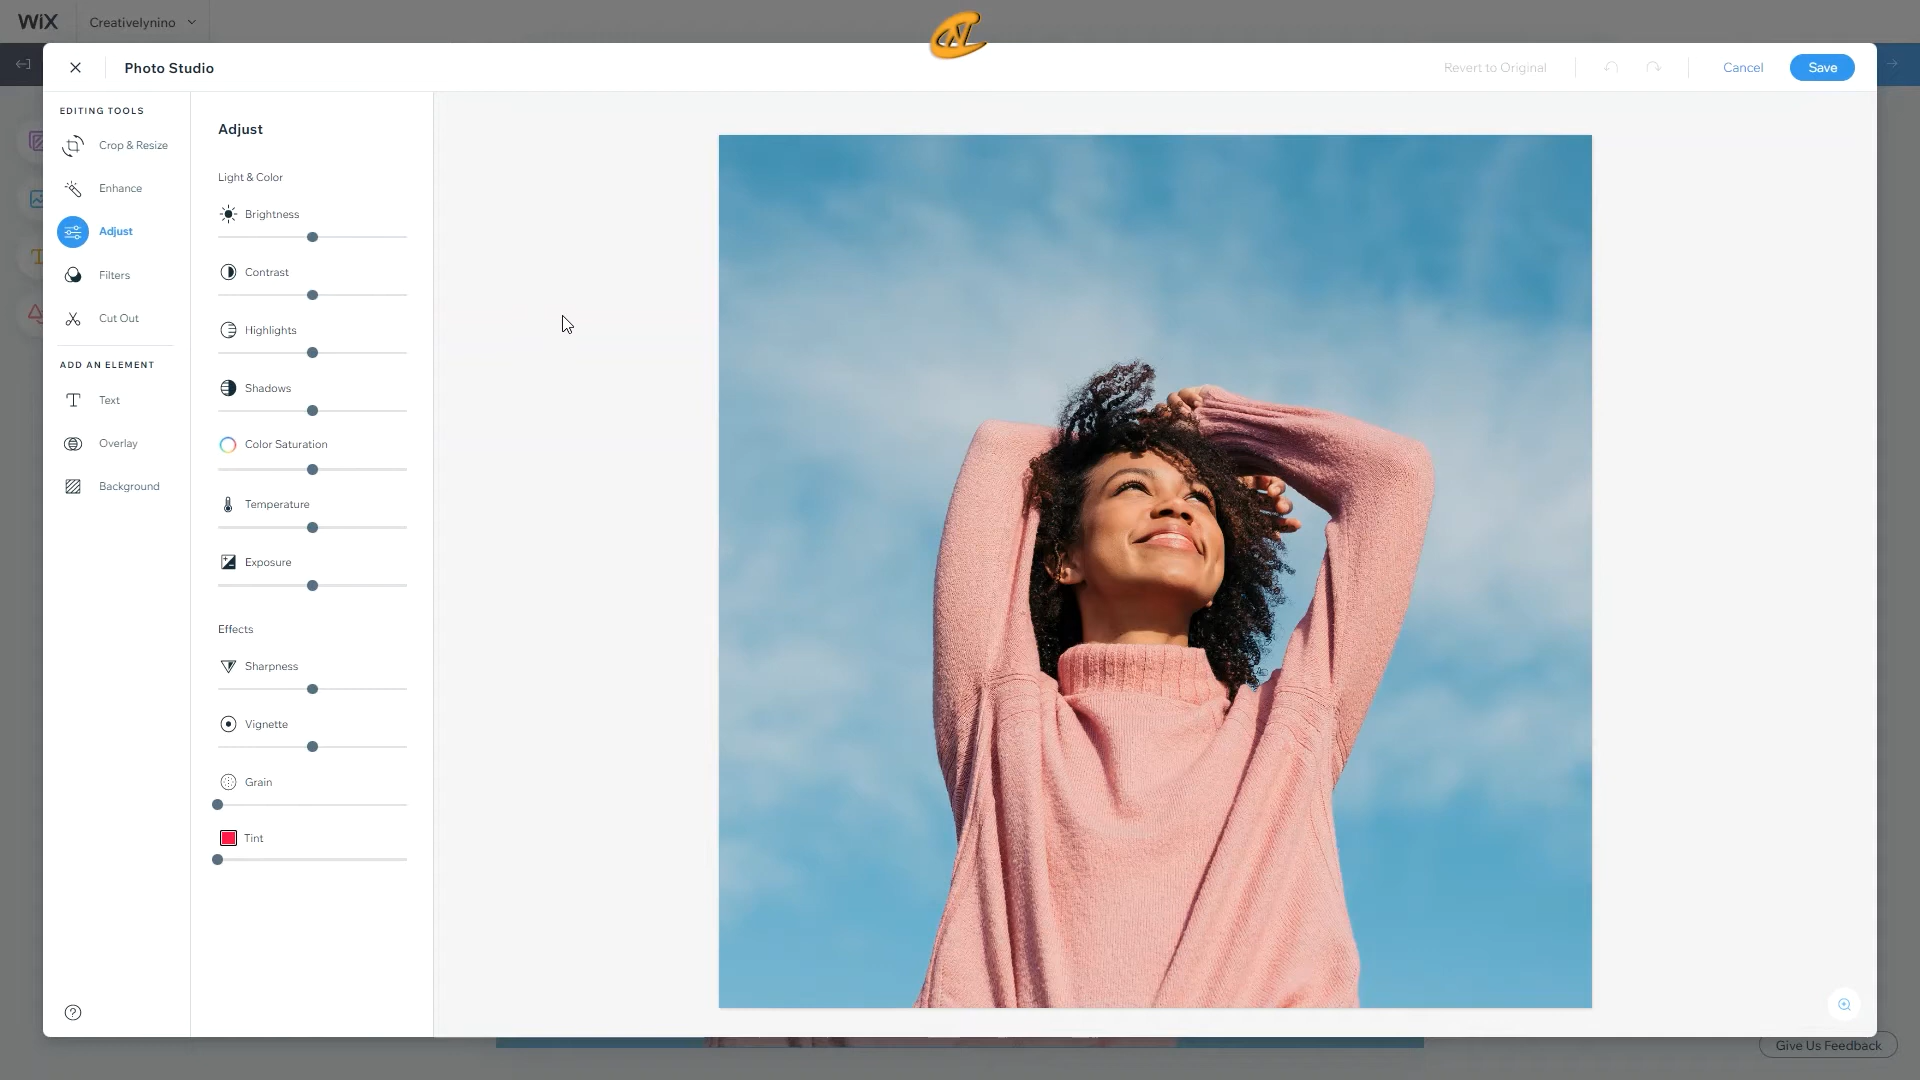 WiX
Creativelynino
Photo Studio
Revert to Original
Cancel
Save
EDITING TOOLS
Crop & Resize
Enhance
Adjust
Filters
Cut Out
ADD AN ELEMENT
Text
Overlay
Background
Adjust
Light & Color
Brightness
Contrast
Highlights
Shadows
Color Saturation
Temperature
Exposure
Effects
Sharpness
Vignette
Grain
Tint
Give Us Feedback